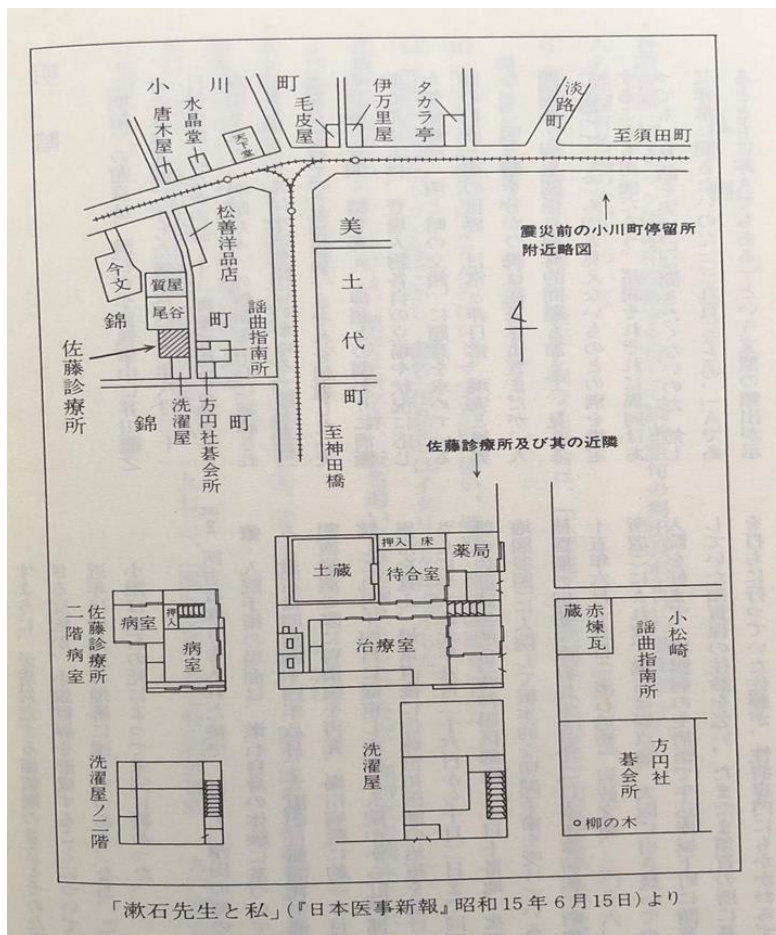 小川町
唐木屋
水晶堂
天下堂
毛皮屋
伊万里屋
タカラ亭
淡路町
至須田町
震災前の小川町停留所
附近略図
松善洋品店
今文
質屋
尾谷
錦町
謡曲指南所
佐藤診療所
洗濯屋
方円社碁会所
錦町
美土代町
至神田橋
佐藤診療所及び其の近隣
土蔵
押入
床
待合室
薬局
治療室
病室
押入
病室
佐藤診療所
二階病室
洗濯屋ノ二階
洗濯屋
赤煉瓦
蔵
小松崎
謡曲指南所
方円社
碁会所
柳の木
「漱石先生と私」(『日本医事新報』昭和15年6月15日)より